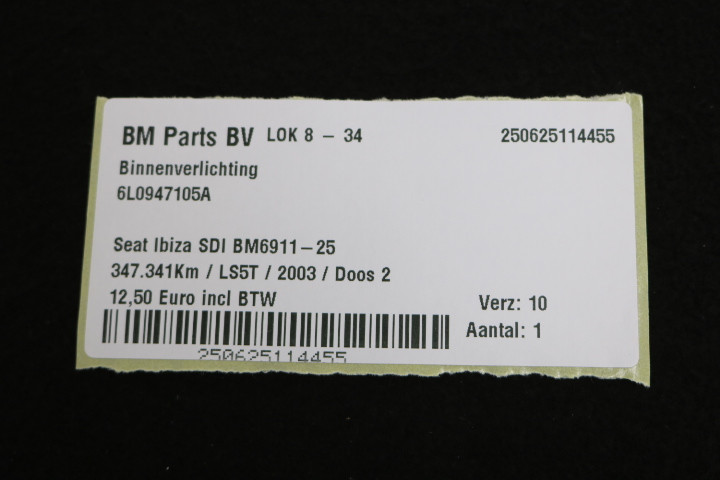 BM Parts BV LOK 8 - 34 250625114455
Binnenverlichting
6L0947105A
Seat Ibiza SDI BM6911-25
347.341Km / LS5T / 2003 / Doos 2
12,50 Euro incl BTW Verz: 10
Aantal: 1
250625114455